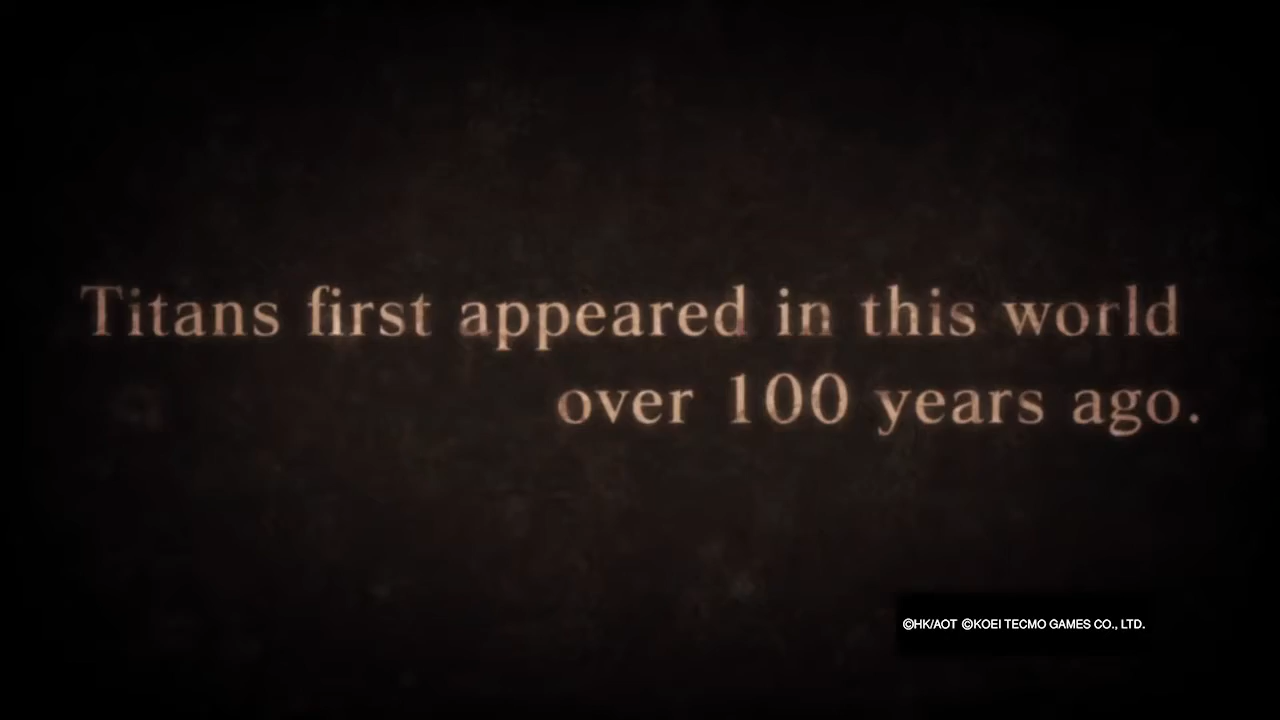 Titans first appeared in this world
over 100 years ago.
©HK/AOT ©KOEI TECMO GAMES CO., LTD.